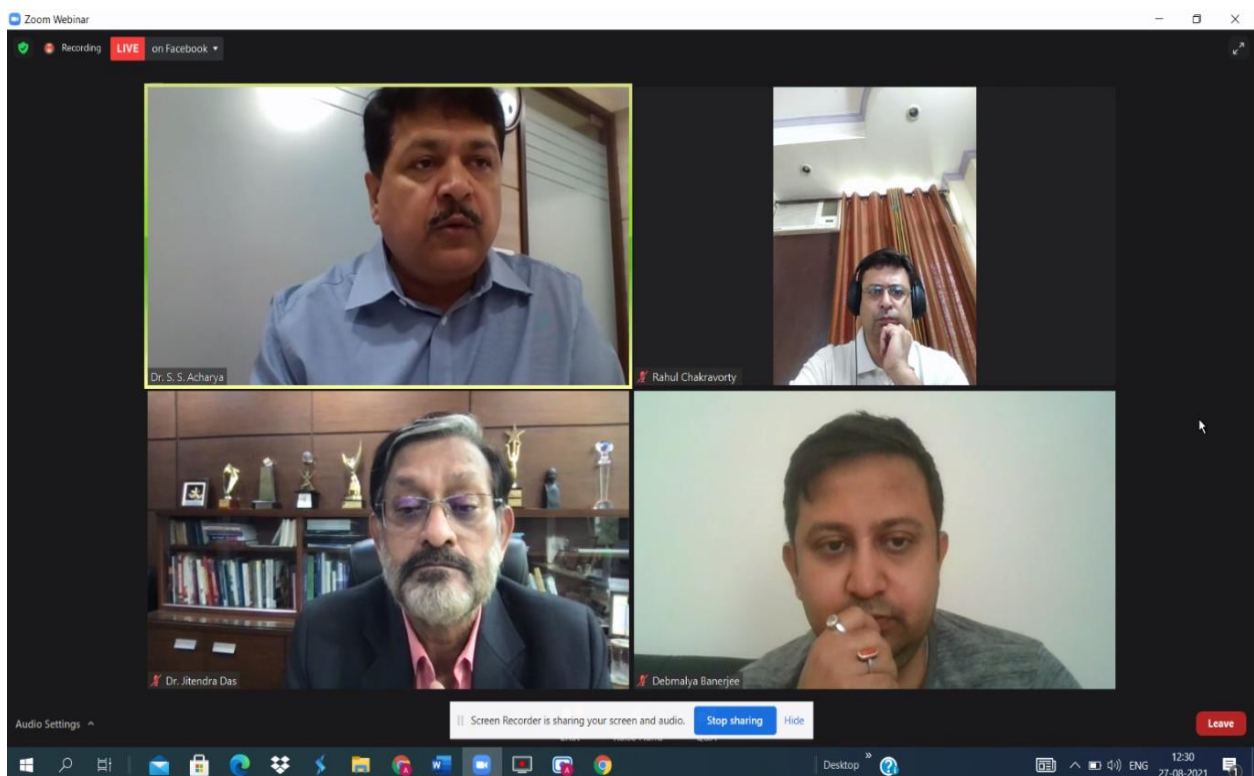 Zoom Webinar
Recording LIVE on Facebook
Dr. S. S. Acharya
Rahul Chakravorty
Dr. Jitendra Das
Debmalya Banerjee
Audio Settings
Screen Recorder is sharing your screen and audio. Stop sharing Hide
Leave
Desktop
ENG
12:30
27-08-2021